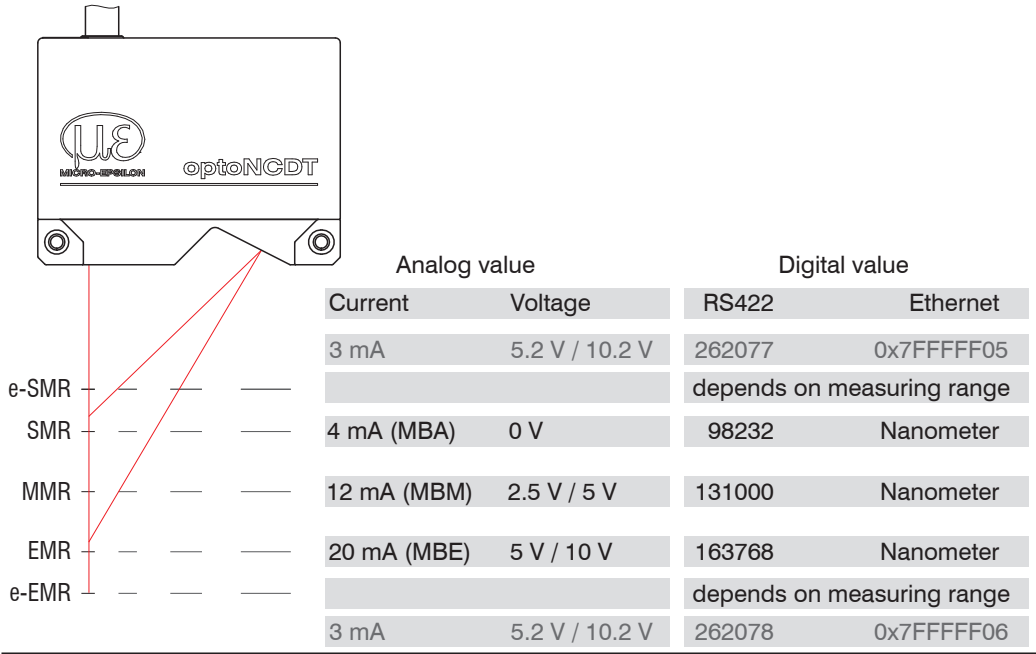 με
MICRO-EPSILON
optoNCDT
Analog value Digital value
Current Voltage RS422 Ethernet
3 mA 5.2 V / 10.2 V 262077 0x7FFFFF05
e-SMR depends on measuring range
SMR 4 mA (MBA) 0 V 98232 Nanometer
MMR 12 mA (MBM) 2.5 V / 5 V 131000 Nanometer
EMR 20 mA (MBE) 5 V / 10 V 163768 Nanometer
e-EMR depends on measuring range
3 mA 5.2 V / 10.2 V 262078 0x7FFFFF06